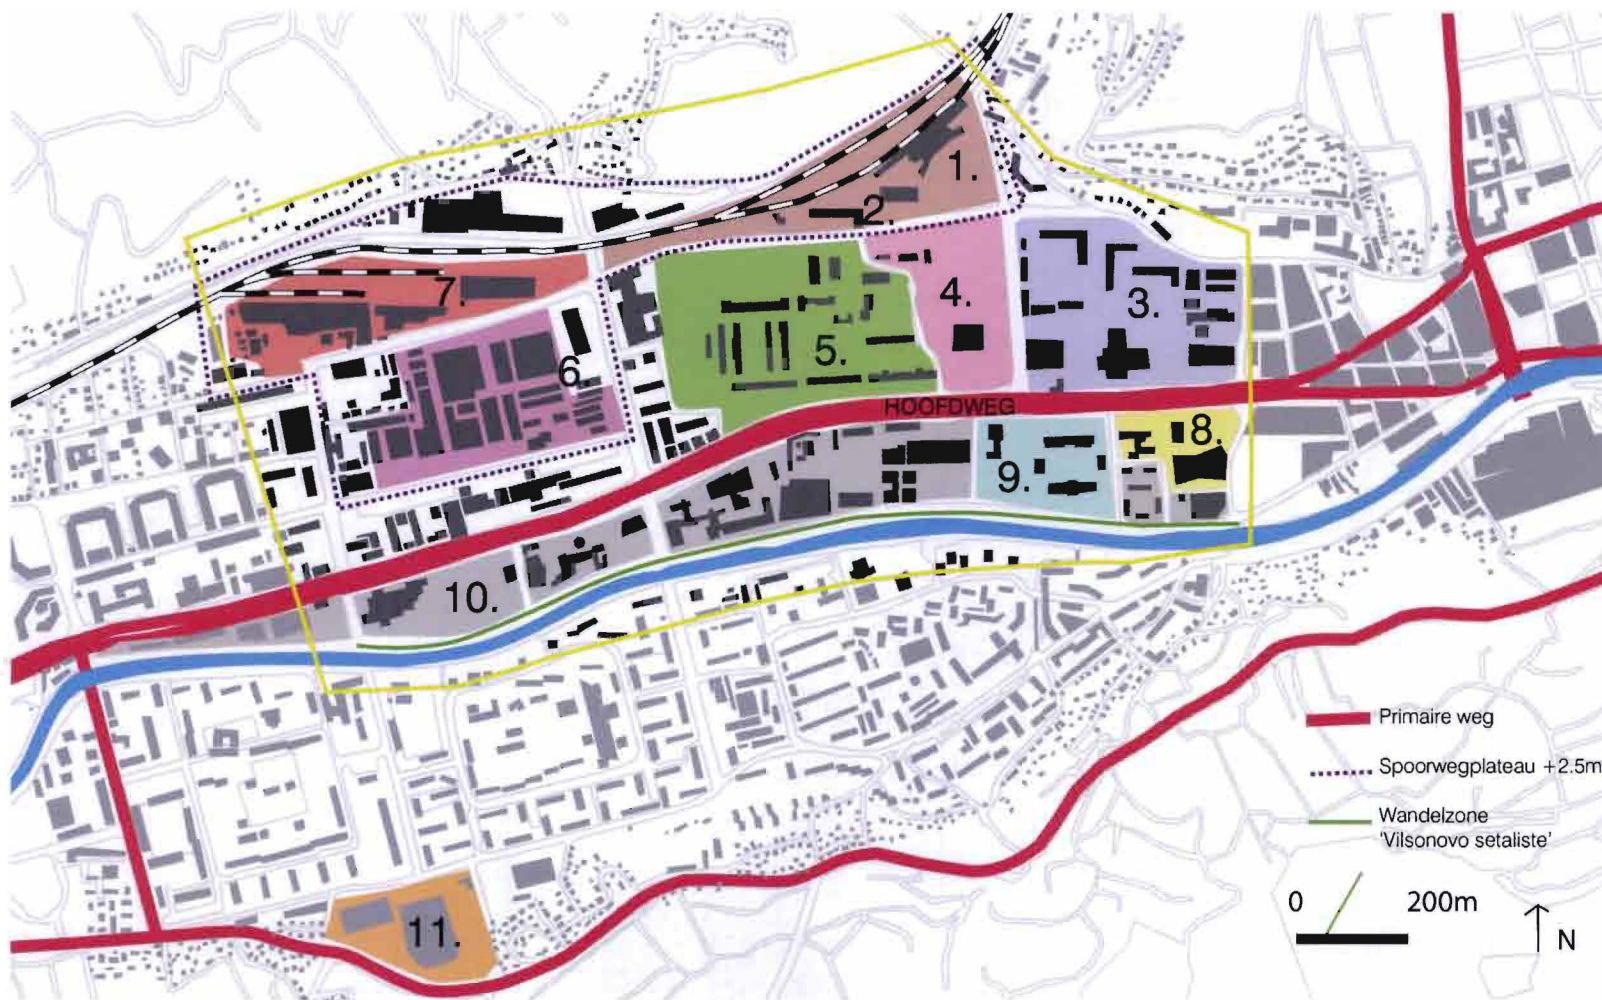 1.
2.
3.
4.
5.
6.
7.
HOOFDWEG
8.
9.
10.
11.
Primaire weg
Spoorwegplateau +2.5m
Wandelzone
'Vilsonovo setaliste'
0 200m
N